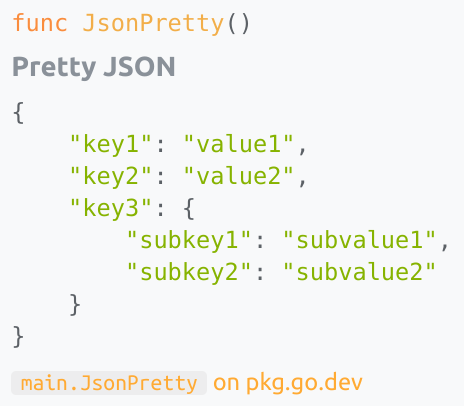 func JsonPretty()
Pretty JSON
{
    "key1": "value1",
    "key2": "value2",
    "key3": {
        "subkey1": "subvalue1",
        "subkey2": "subvalue2"
    }
}
main.JsonPretty on pkg.go.dev